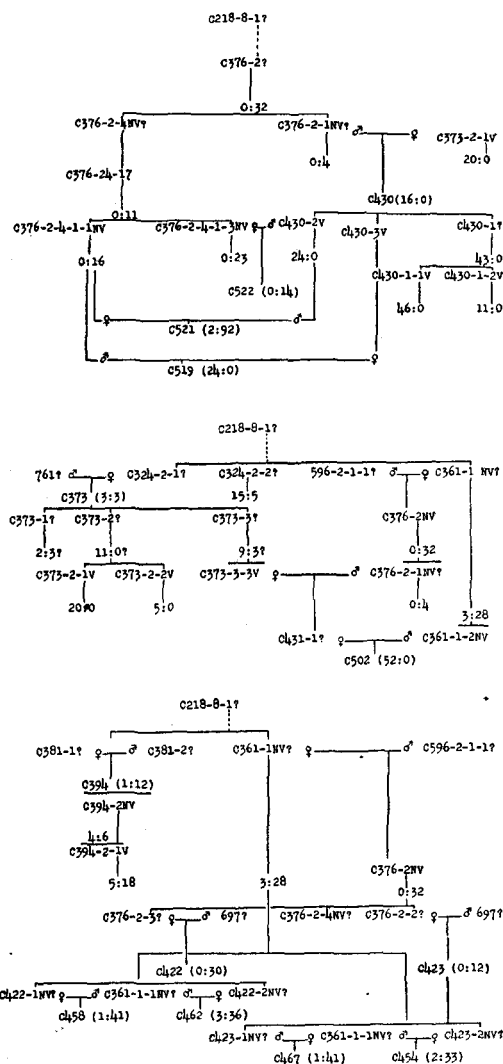 C218-8-1?
C376-2?
0:32
C376-2-4NV? C376-2-1NV? ♂ ♀ C373-2-1V
0:4 20:0
C376-24-17 C430(16:0)
0:11
C376-2-4-1-1NV C376-2-4-1-3NV ♀ ♂ C430-2V C430-3V C430-1?
0:16 0:23 24:0 43:0
C430-1-1V C430-1-2V
C522 (0:14) 46:0 11:0
♀ C521 (2:92) ♂
♂ C519 (24:0) ♀
C218-8-1?
761? ♂ ♀ C324-2-1? C324-2-2? 596-2-1-1? ♂ ♀ C361-1 NV?
C373 (3:3) 15:5
C373-1? C373-2? C373-3? C376-2NV
2:3? 11:0? 9:3? 0:32
C373-2-1V C373-2-2V C373-3-3V ♀ ♂ C376-2-1NV?
20:0 5:0 0:4
3:28
C431-1? ♀ ♂ C361-1-2NV
C502 (52:0)
C218-8-1?
C381-1? ♀ ♂ C381-2? C361-1NV? ♀ ♂ C596-2-1-1?
C394 (1:12)
C394-2NV
4:6
C394-2-1V C376-2NV
5:18 3:28 0:32
C376-2-3? ♀ ♂ 697? C376-2-4NV? C376-2-2? ♀ ♂ 697?
C422 (0:30) C423 (0:12)
C422-1NV? ♀ ♂ C361-1-1NV? ♂ ♀ C422-2NV?
C458 (1:41) C462 (3:36)
C423-1NV? ♂ ♀ C361-1-1NV? ♂ ♀ C423-2NV?
C467 (1:41) C454 (2:33)